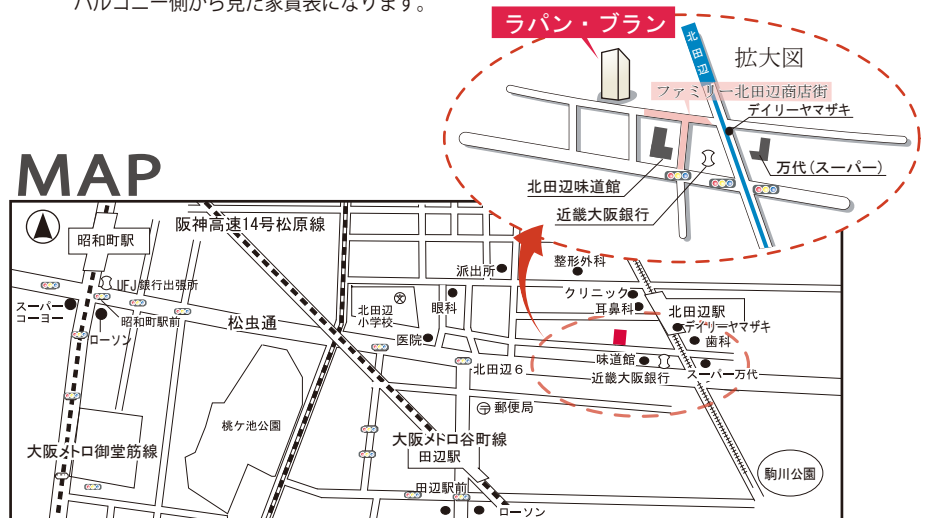 バルコニー側から見た家賃表になります。
ラパン・ブラン
北田辺
拡大図
ファミリー北田辺商店街
デイリーヤマザキ
万代(スーパー)
北田辺味道館
近畿大阪銀行
MAP
昭和町駅
阪神高速14号松原線
UFJ銀行出張所
スーパー
コーヨー
昭和町駅前
ローソン
松虫通
北田辺
小学校
文
眼科
派出所
整形外科
クリニック
耳鼻科
北田辺駅
デイリーヤマザキ
歯科
医院
北田辺6
味道館
近畿大阪銀行
スーパー万代
郵便局
桃ケ池公園
大阪メトロ御堂筋線
大阪メトロ谷町線
田辺駅
田辺駅前
ローソン
駒川公園